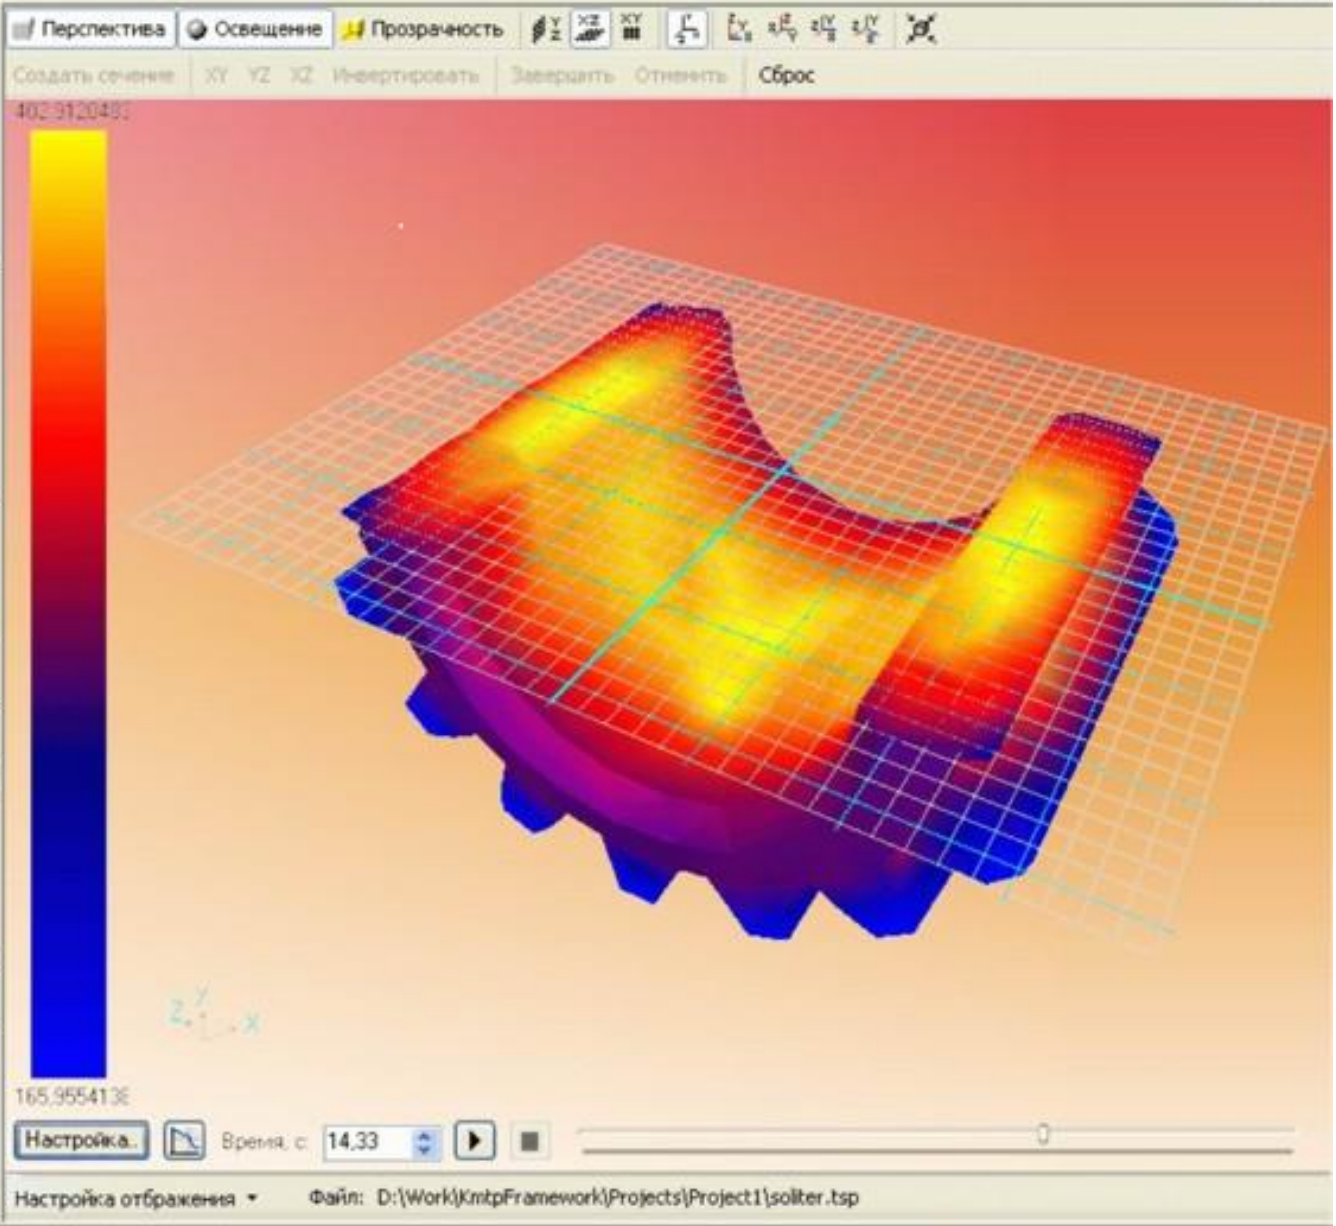 Перспектива Освещение Прозрачность
Создать сечение XY YZ XZ Инвертировать Завершить Отменить Сброс
402,9120483
Y
Z X
165,9554138
Настройка.. Время, с: 14,33
Настройка отбражения Файл: D:\Work\KmtpFramework\Projects\Project1\soliter.tsp